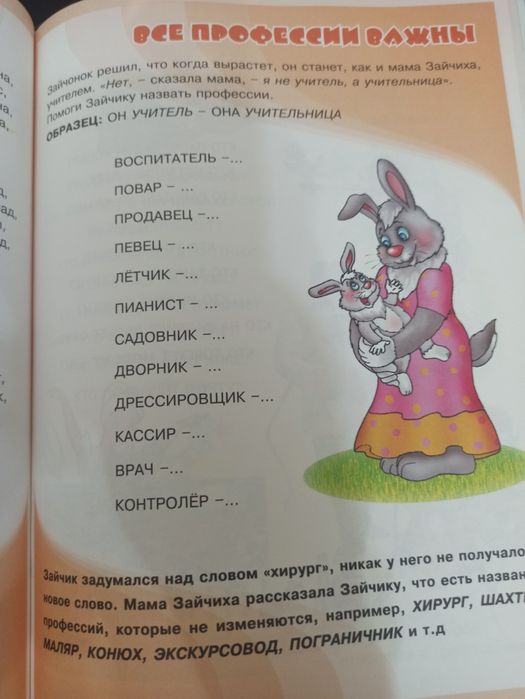 ВСЕ ПРОФЕССИИ ВАЖНЫ
Зайчонок решил, что когда вырастет, он станет, как и мама Зайчиха,
учителем. «Нет, – сказала мама, – я не учитель, а учительница».
Помоги Зайчику назвать профессии.
ОБРАЗЕЦ: ОН УЧИТЕЛЬ – ОНА УЧИТЕЛЬНИЦА
ВОСПИТАТЕЛЬ –...
ПОВАР – ...
ПРОДАВЕЦ –...
ПЕВЕЦ – ...
ЛЁТЧИК –...
ПИАНИСТ – ...
САДОВНИК – ...
ДВОРНИК – ...
ДРЕССИРОВЩИК –...
КАССИР –...
ВРАЧ –...
КОНТРОЛЁР –...
Зайчик задумался над словом «хирург», никак у него не получало
новое слово. Мама Зайчиха рассказала Зайчику, что есть назван
профессий, которые не изменяются, например, ХИРУРГ, ШАХТ
МАЛЯР, КОНЮХ, ЭКСКУРСОВОД, ПОГРАНИЧНИК и т.д